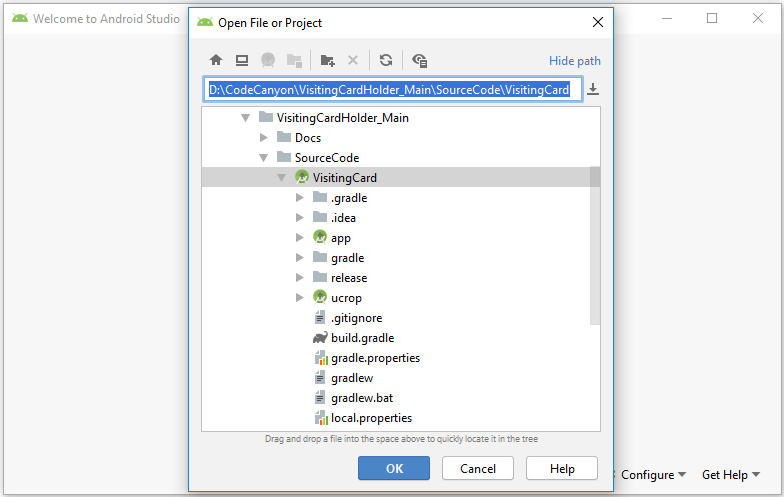 Welcome to Android Studio
Open File or Project
Hide path
D:\CodeCanyon\VisitingCardHolder_Main\SourceCode\VisitingCard
VisitingCardHolder_Main
Docs
SourceCode
VisitingCard
.gradle
.idea
app
gradle
release
ucrop
.gitignore
build.gradle
gradle.properties
gradlew
gradlew.bat
local.properties
Drag and drop a file into the space above to quickly locate it in the tree
OK Cancel Help
Configure Get Help